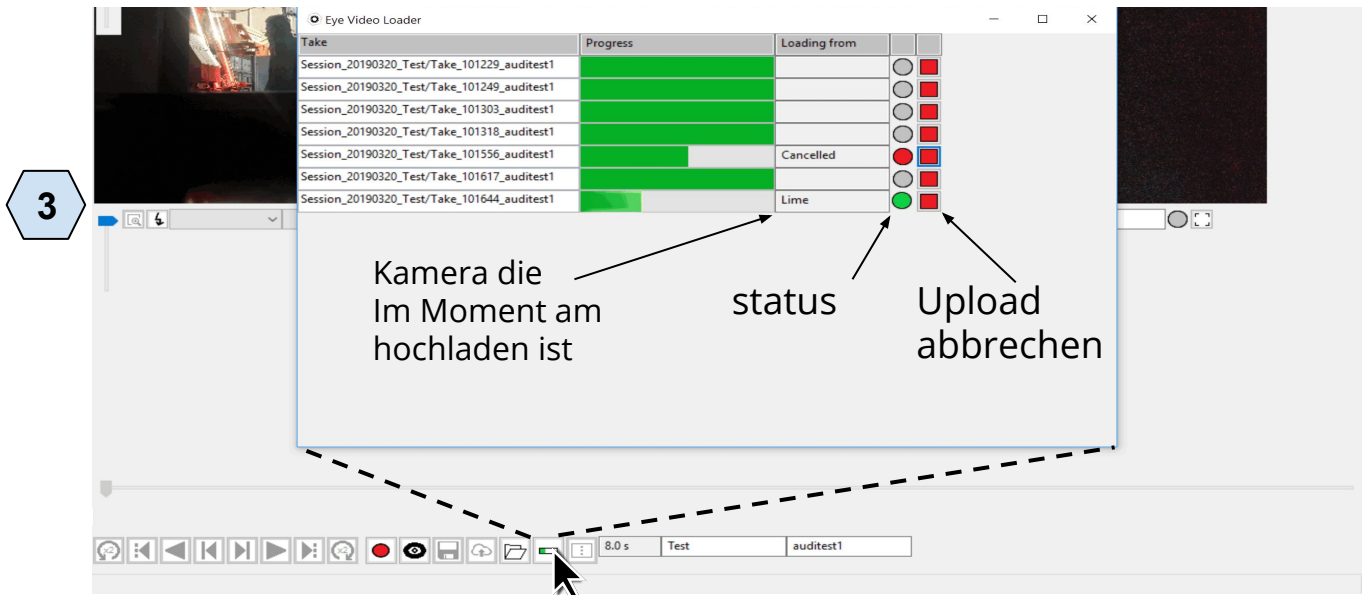 Eye Video Loader
Take Progress Loading from
Session_20190320_Test/Take_101229_auditest1
Session_20190320_Test/Take_101249_auditest1
Session_20190320_Test/Take_101303_auditest1
Session_20190320_Test/Take_101318_auditest1
Session_20190320_Test/Take_101556_auditest1 Cancelled
Session_20190320_Test/Take_101617_auditest1
Session_20190320_Test/Take_101644_auditest1 Lime
3
Kamera die
Im Moment am
hochladen ist
status
Upload
abbrechen
x2 x2 8.0 s Test auditest1